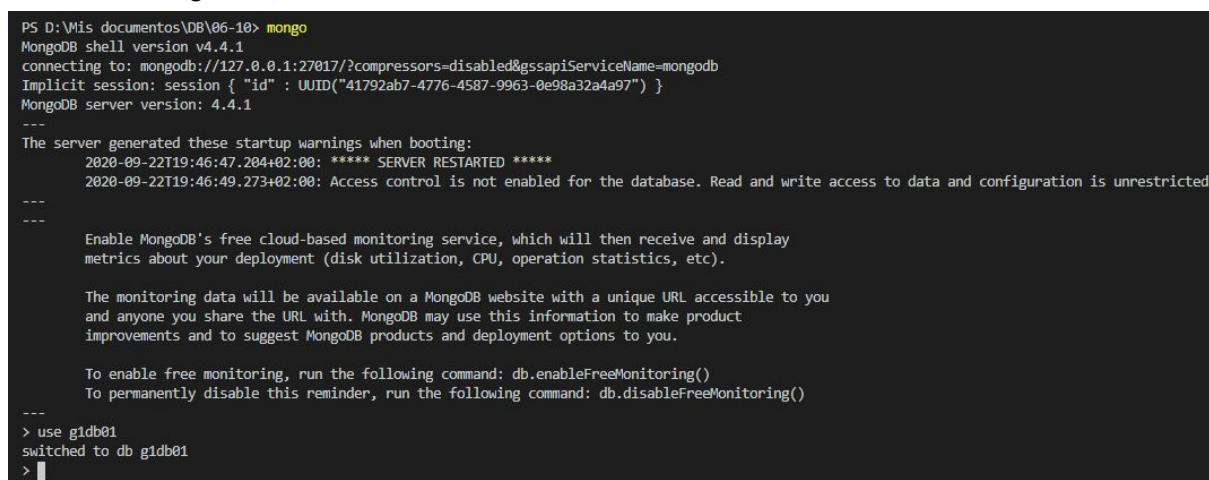 PS D:\Mis documentos\DB\06-10> mongo
MongoDB shell version v4.4.1
connecting to: mongodb://127.0.0.1:27017/?compressors=disabled&gssapiServiceName=mongodb
Implicit session: session { "id" : UUID("41792ab7-4776-4587-9963-0e98a32a4a97") }
MongoDB server version: 4.4.1
---
The server generated these startup warnings when booting:
        2020-09-22T19:46:47.204+02:00: ***** SERVER RESTARTED *****
        2020-09-22T19:46:49.273+02:00: Access control is not enabled for the database. Read and write access to data and configuration is unrestricted
---
---
        Enable MongoDB's free cloud-based monitoring service, which will then receive and display
        metrics about your deployment (disk utilization, CPU, operation statistics, etc).

        The monitoring data will be available on a MongoDB website with a unique URL accessible to you
        and anyone you share the URL with. MongoDB may use this information to make product
        improvements and to suggest MongoDB products and deployment options to you.

        To enable free monitoring, run the following command: db.enableFreeMonitoring()
        To permanently disable this reminder, run the following command: db.disableFreeMonitoring()
---
> use g1db01
switched to db g1db01
>